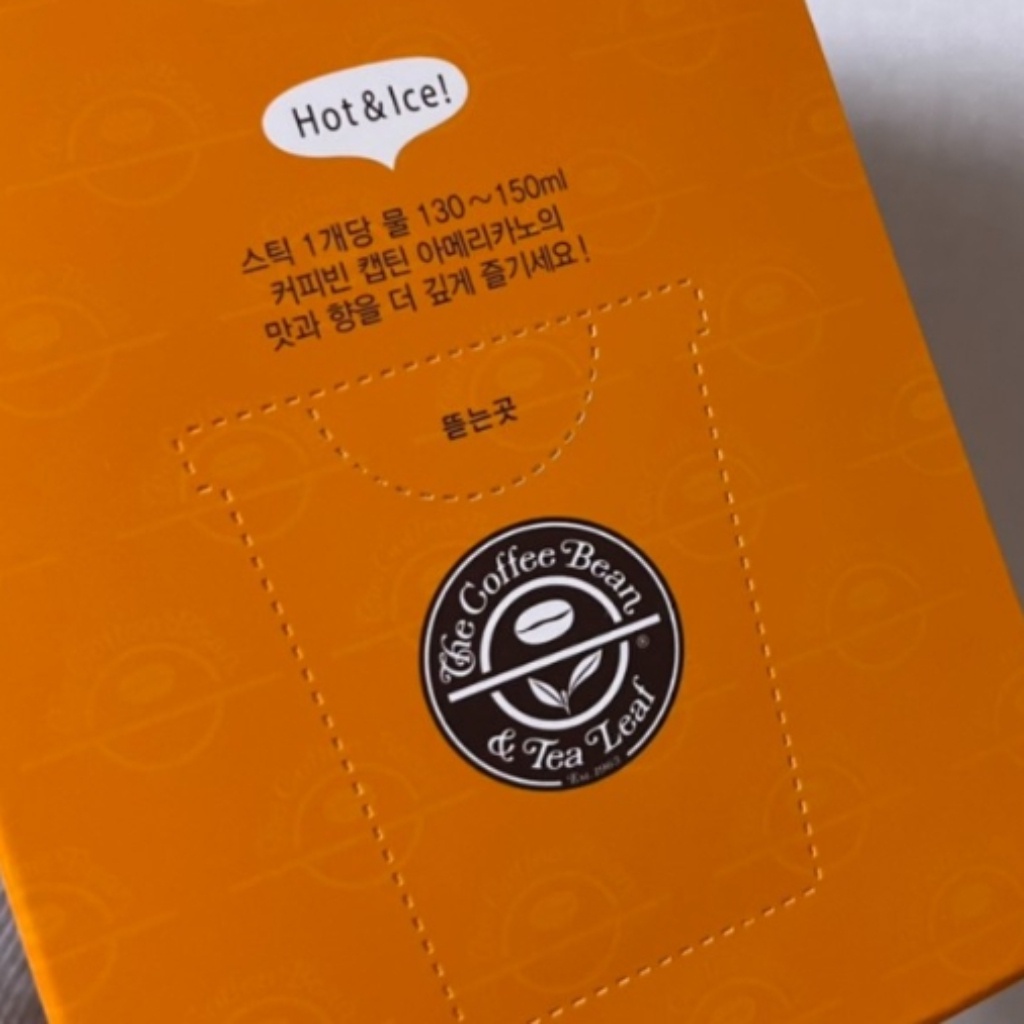 Hot & Ice!
스틱 1개당 물 130~150ml
커피빈 캡틴 아메리카노의
맛과 향을 더 깊게 즐기세요!
뜯는곳
The Coffee Bean
& Tea Leaf
Est. 1963